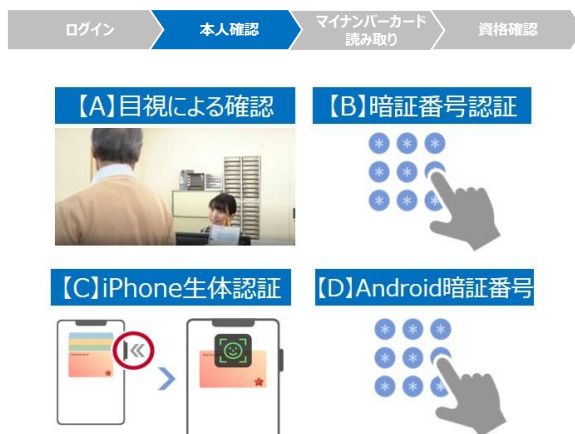 ログイン
本人確認
マイナンバーカード
読み取り
資格確認
【A】目視による確認
【B】暗証番号認証
【C】iPhone生体認証
【D】Android暗証番号